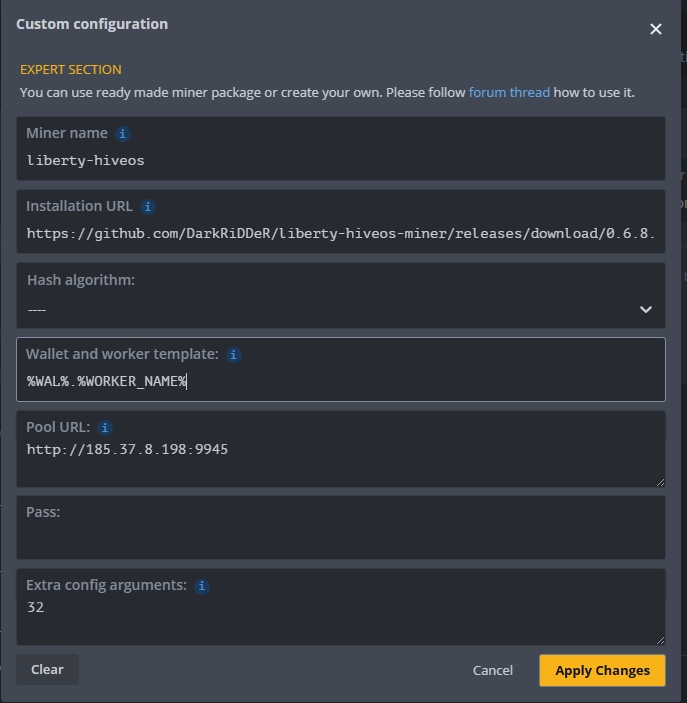 Custom configuration
EXPERT SECTION
You can use ready made miner package or create your own. Please follow forum thread how to use it.
Miner name
liberty-hiveos
Installation URL
https://github.com/DarkRiDDeR/liberty-hiveos-miner/releases/download/0.6.8.
Hash algorithm:
----
Wallet and worker template:
%WAL%.%WORKER_NAME%
Pool URL:
http://185.37.8.198:9945
Pass:
Extra config arguments:
32
Clear
Cancel
Apply Changes